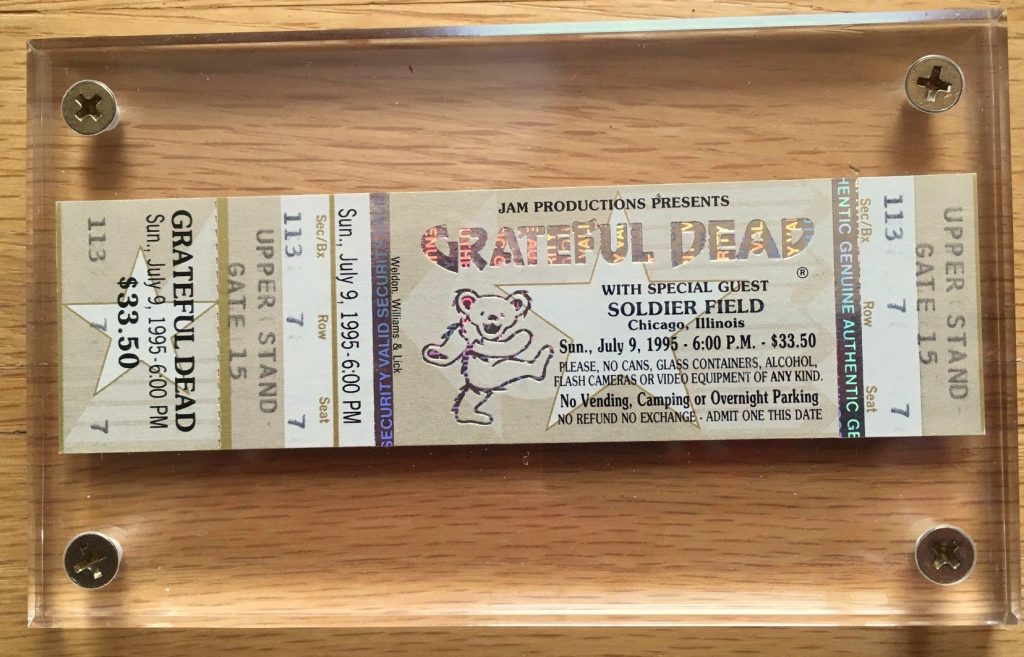 GRATEFUL DEAD
Sun., July 9, 1995 - 6:00 PM
$33.50
113 7 7
UPPER STAND
GATE 15
Sec/Bx Row Seat
113 7 7
Sun., July 9, 1995 - 6:00 PM
SECURITY VALID SECURITY
Weldon, Williams & Lick
JAM PRODUCTIONS PRESENTS
GRATEFUL DEAD®
WITH SPECIAL GUEST
SOLDIER FIELD
Chicago, Illinois
Sun., July 9, 1995 - 6:00 P.M. - $33.50
PLEASE, NO CANS, GLASS CONTAINERS, ALCOHOL,
FLASH CAMERAS OR VIDEO EQUIPMENT OF ANY KIND.
No Vending, Camping or Overnight Parking
NO REFUND NO EXCHANGE - ADMIT ONE THIS DATE
HENTIC GENUINE AUTHENTIC GE
Sec/Bx Row Seat
113 7 7
UPPER STAND
GATE 15